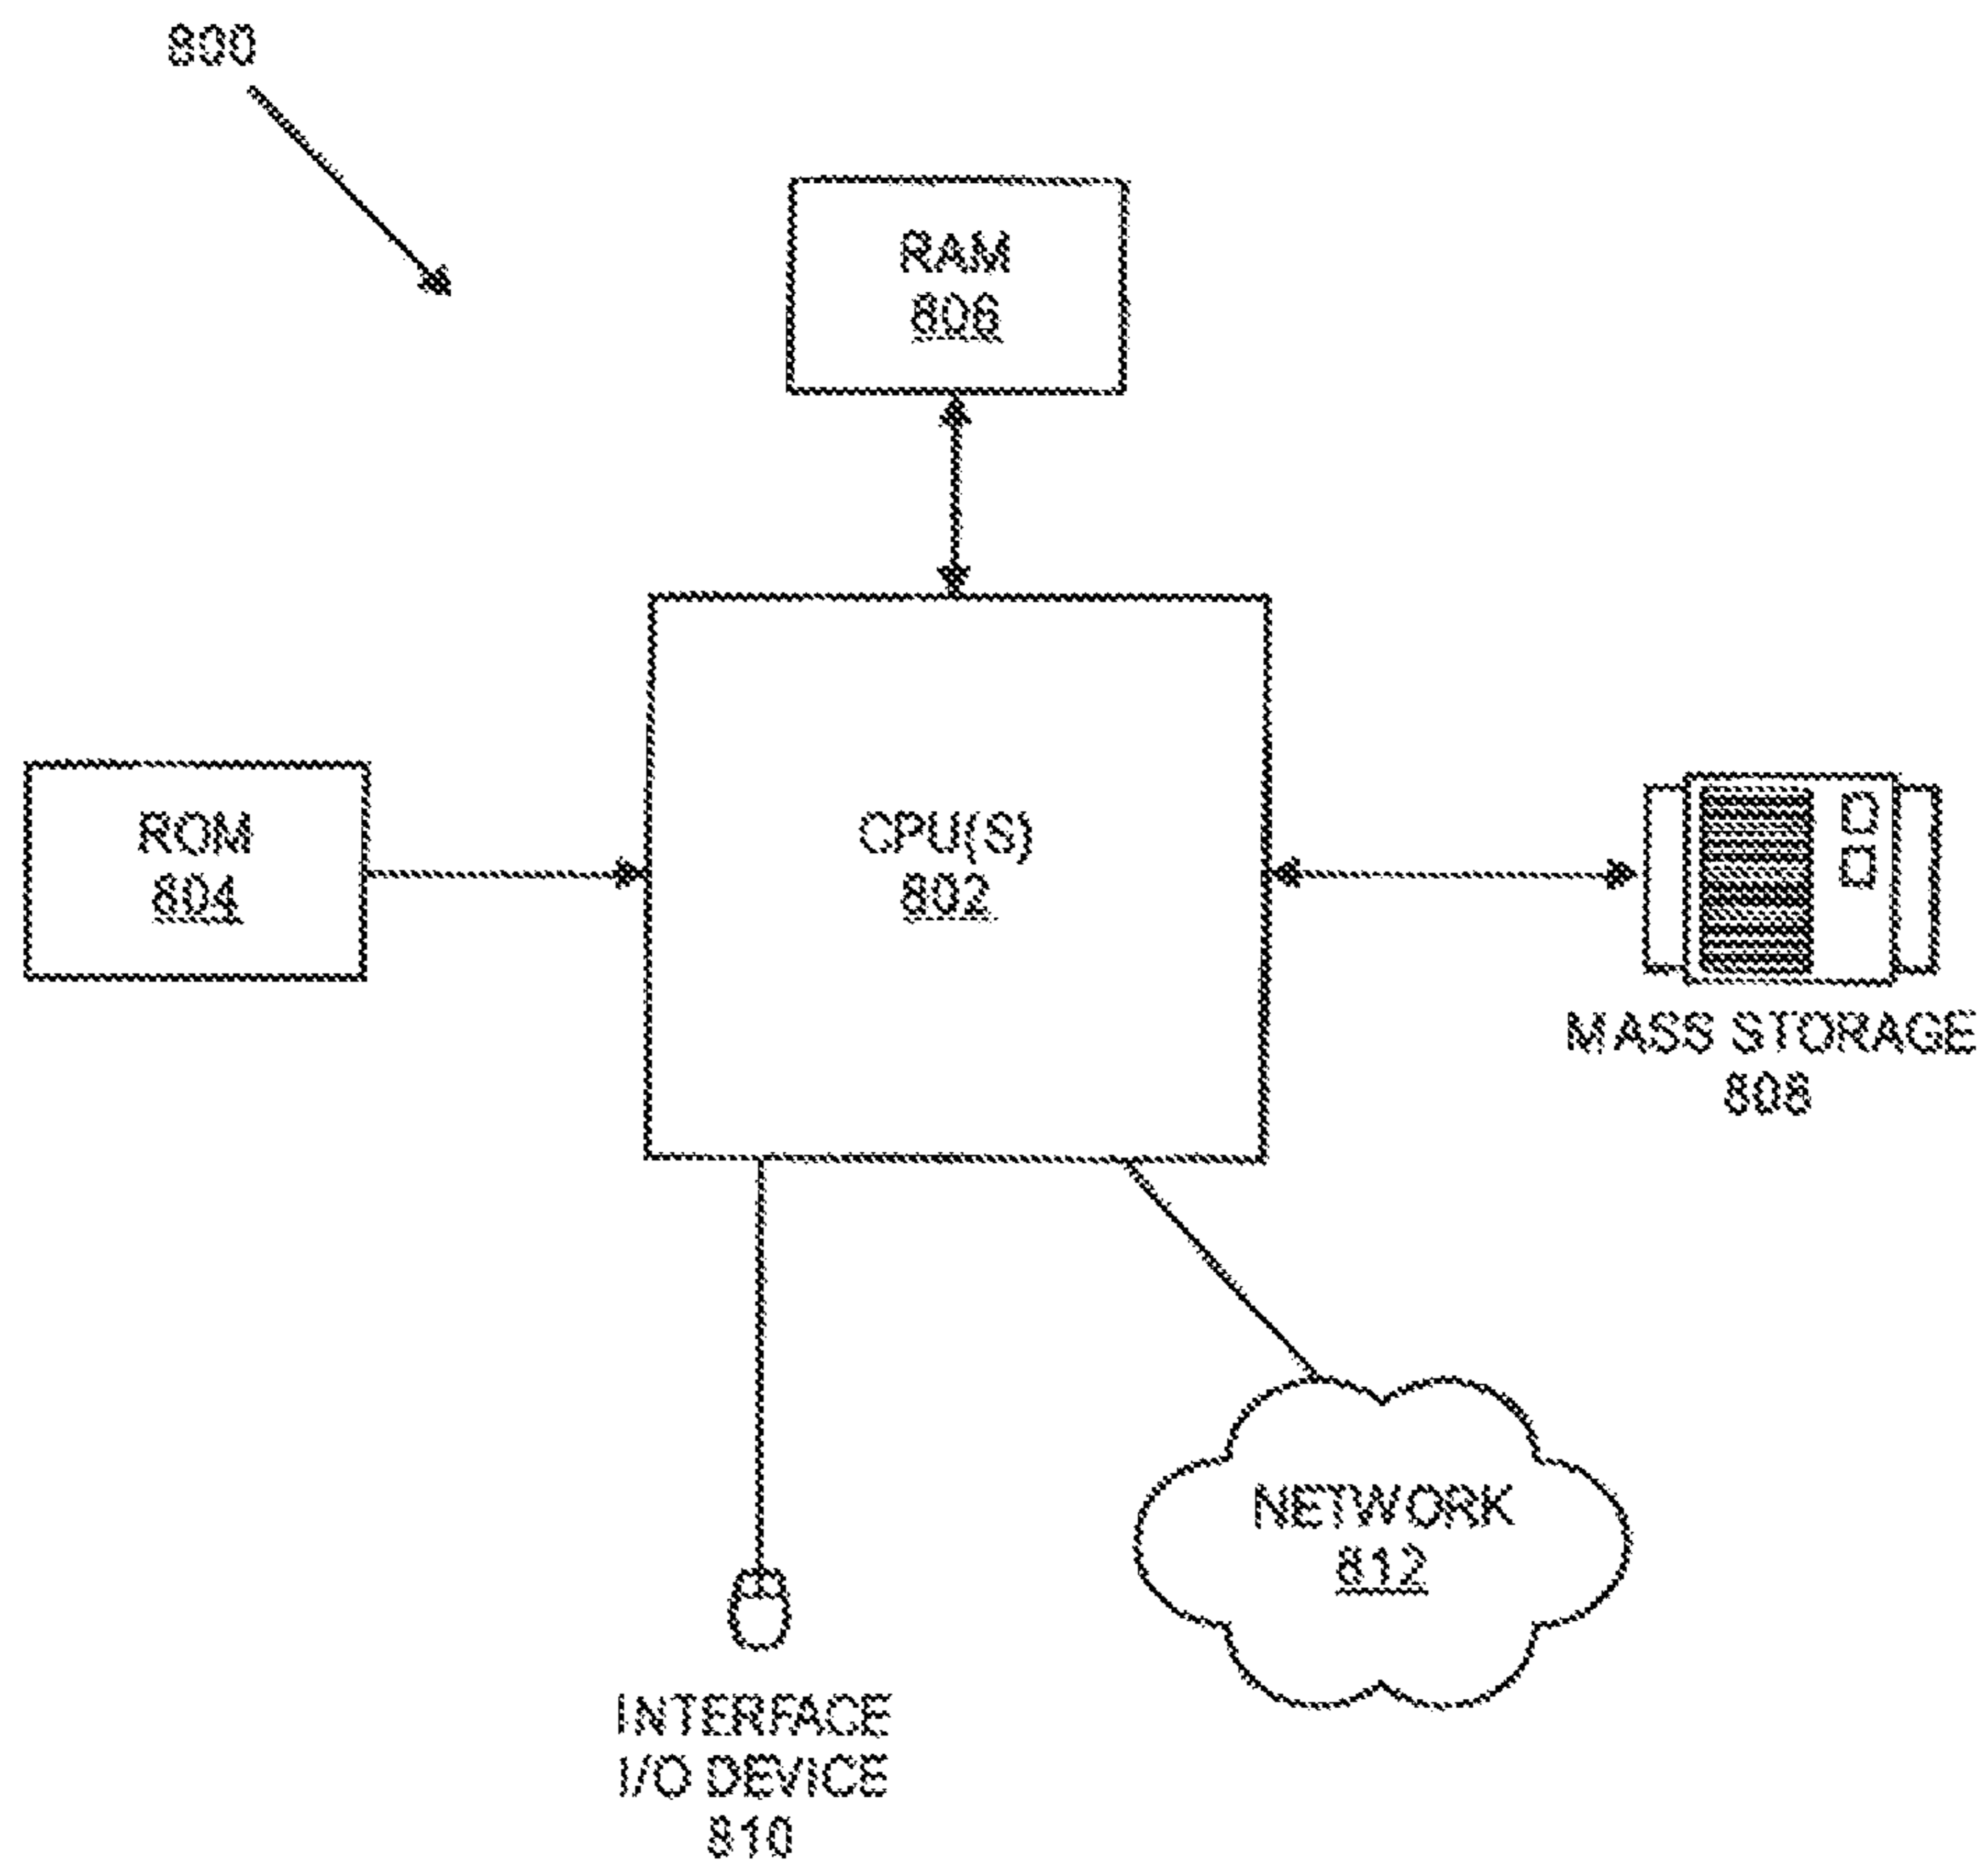 800
RAM
806
ROM
804
CPU(S)
802
MASS STORAGE
808
NETWORK
812
INTERFACE
I/O DEVICE
810